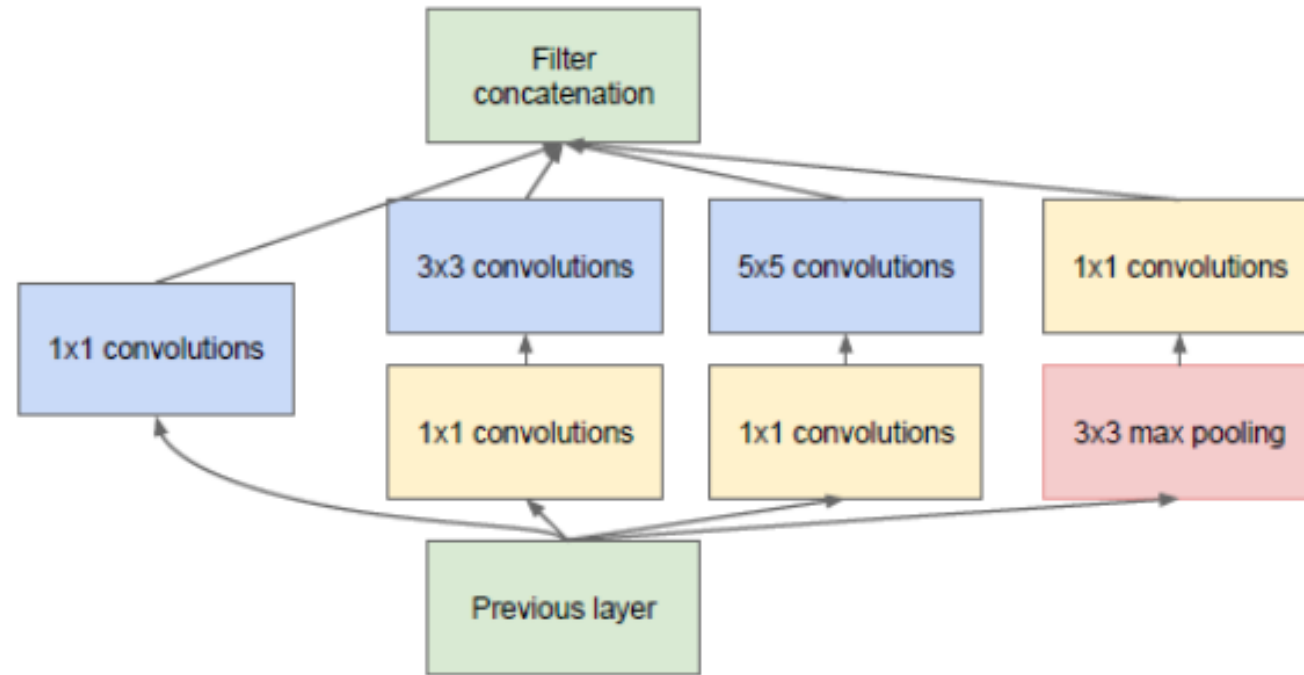 Filter
concatenation
3x3 convolutions
5x5 convolutions
1x1 convolutions
1x1 convolutions
1x1 convolutions
1x1 convolutions
3x3 max pooling
Previous layer